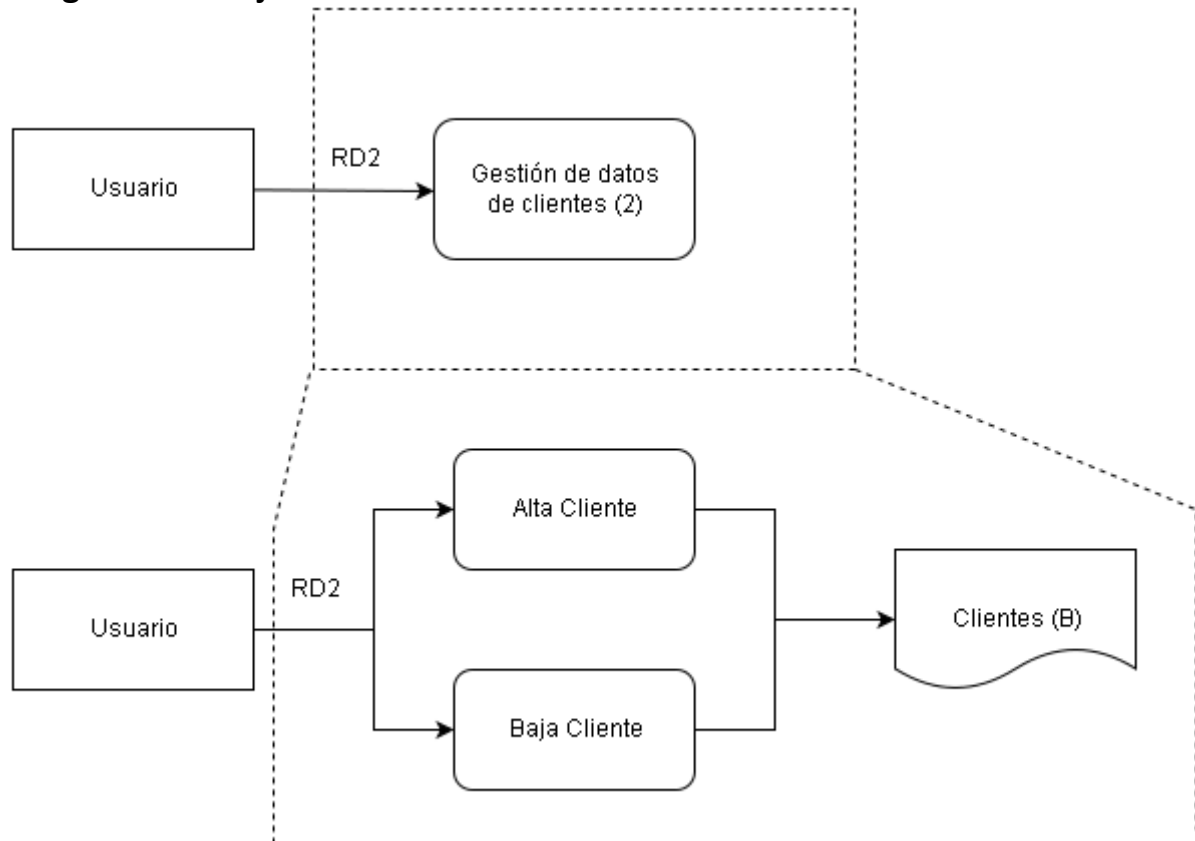 Usuario
RD2
Gestión de datos
de clientes (2)
Alta Cliente
Usuario
RD2
Clientes (B)
Baja Cliente